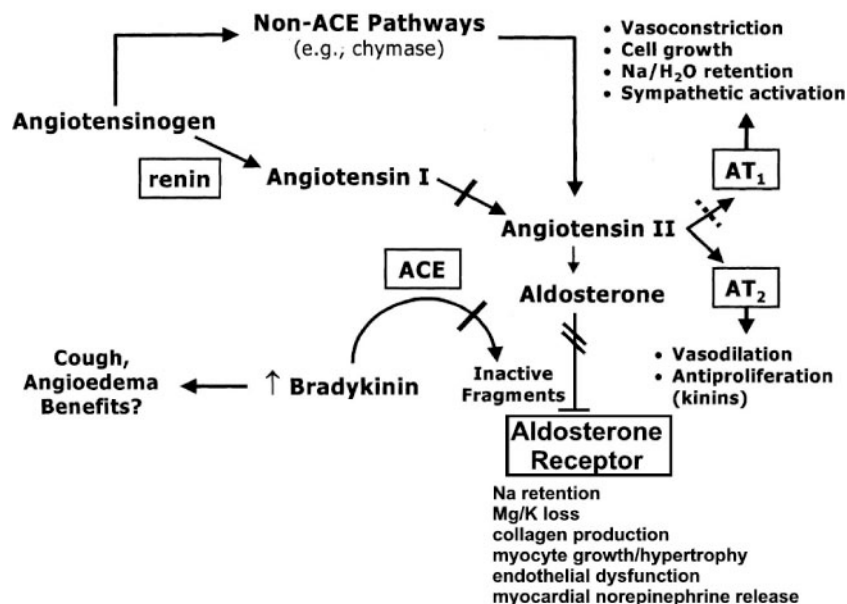 Non-ACE Pathways
(e.g., chymase)
• Vasoconstriction
• Cell growth
• Na/H₂O retention
• Sympathetic activation
Angiotensinogen
renin
Angiotensin I
AT₁
Angiotensin II
ACE
Aldosterone
AT₂
• Vasodilation
• Antiproliferation
(kinins)
Cough,
Angioedema
Benefits?
↑ Bradykinin
Inactive
Fragments
Aldosterone
Receptor
Na retention
Mg/K loss
collagen production
myocyte growth/hypertrophy
endothelial dysfunction
myocardial norepinephrine release